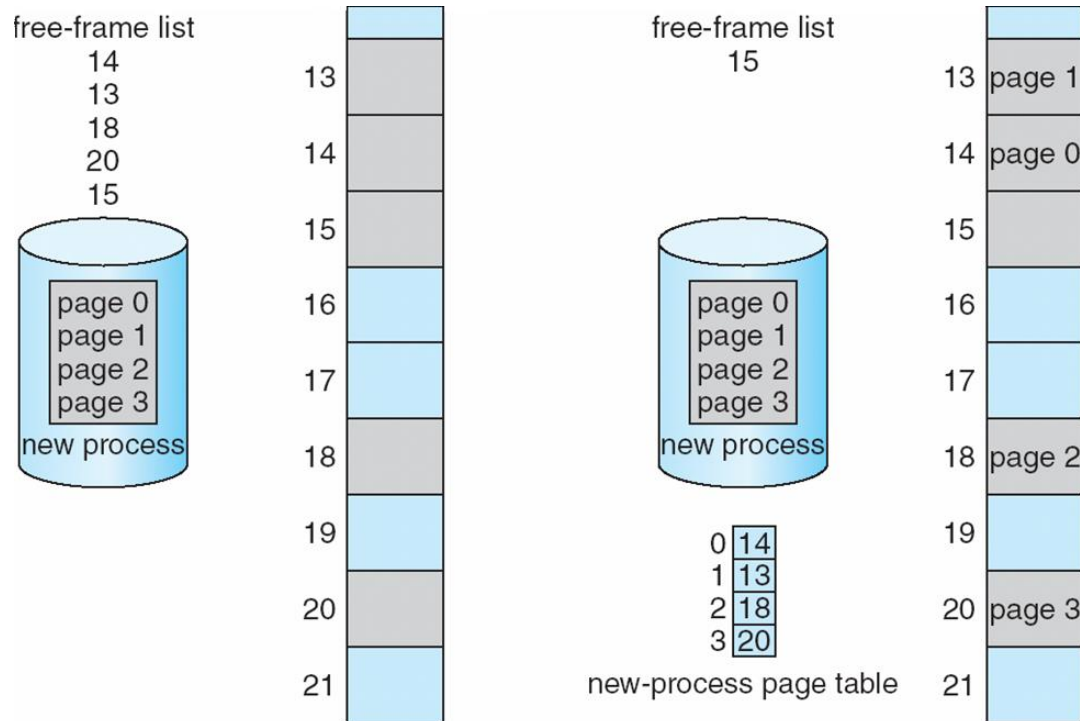 free-frame list
14
13
18
20
15
page 0
page 1
page 2
page 3
new process
13
14
15
16
17
18
19
20
21
free-frame list
15
page 0
page 1
page 2
page 3
new process
0 14
1 13
2 18
3 20
new-process page table
13 page 1
14 page 0
15
16
17
18 page 2
19
20 page 3
21